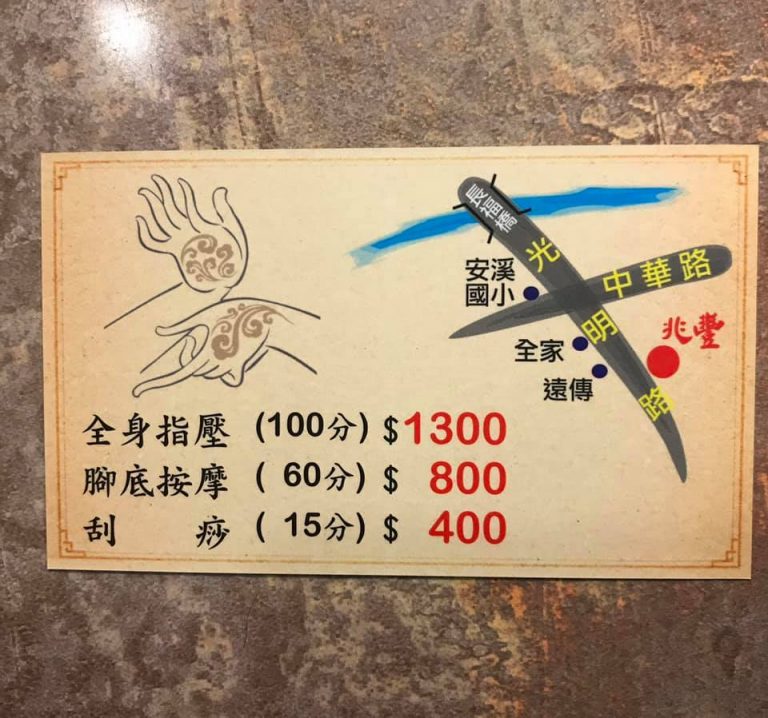 長福橋
光明路
中華路
安溪
國小
全家
遠傳
兆豐
全身指壓 (100分) $1300
腳底按摩 ( 60分) $ 800
刮 痧 ( 15分) $ 400